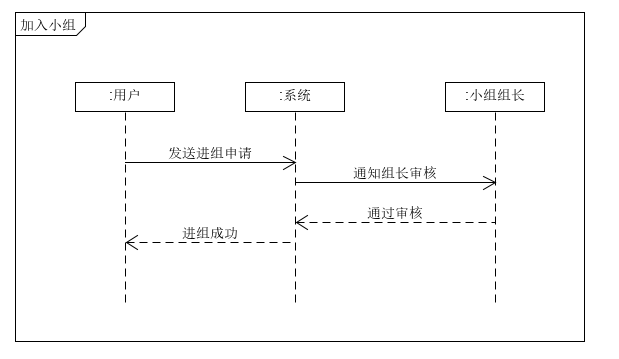 加入小组
:用户
:系统
:小组组长
发送进组申请
通知组长审核
通过审核
进组成功